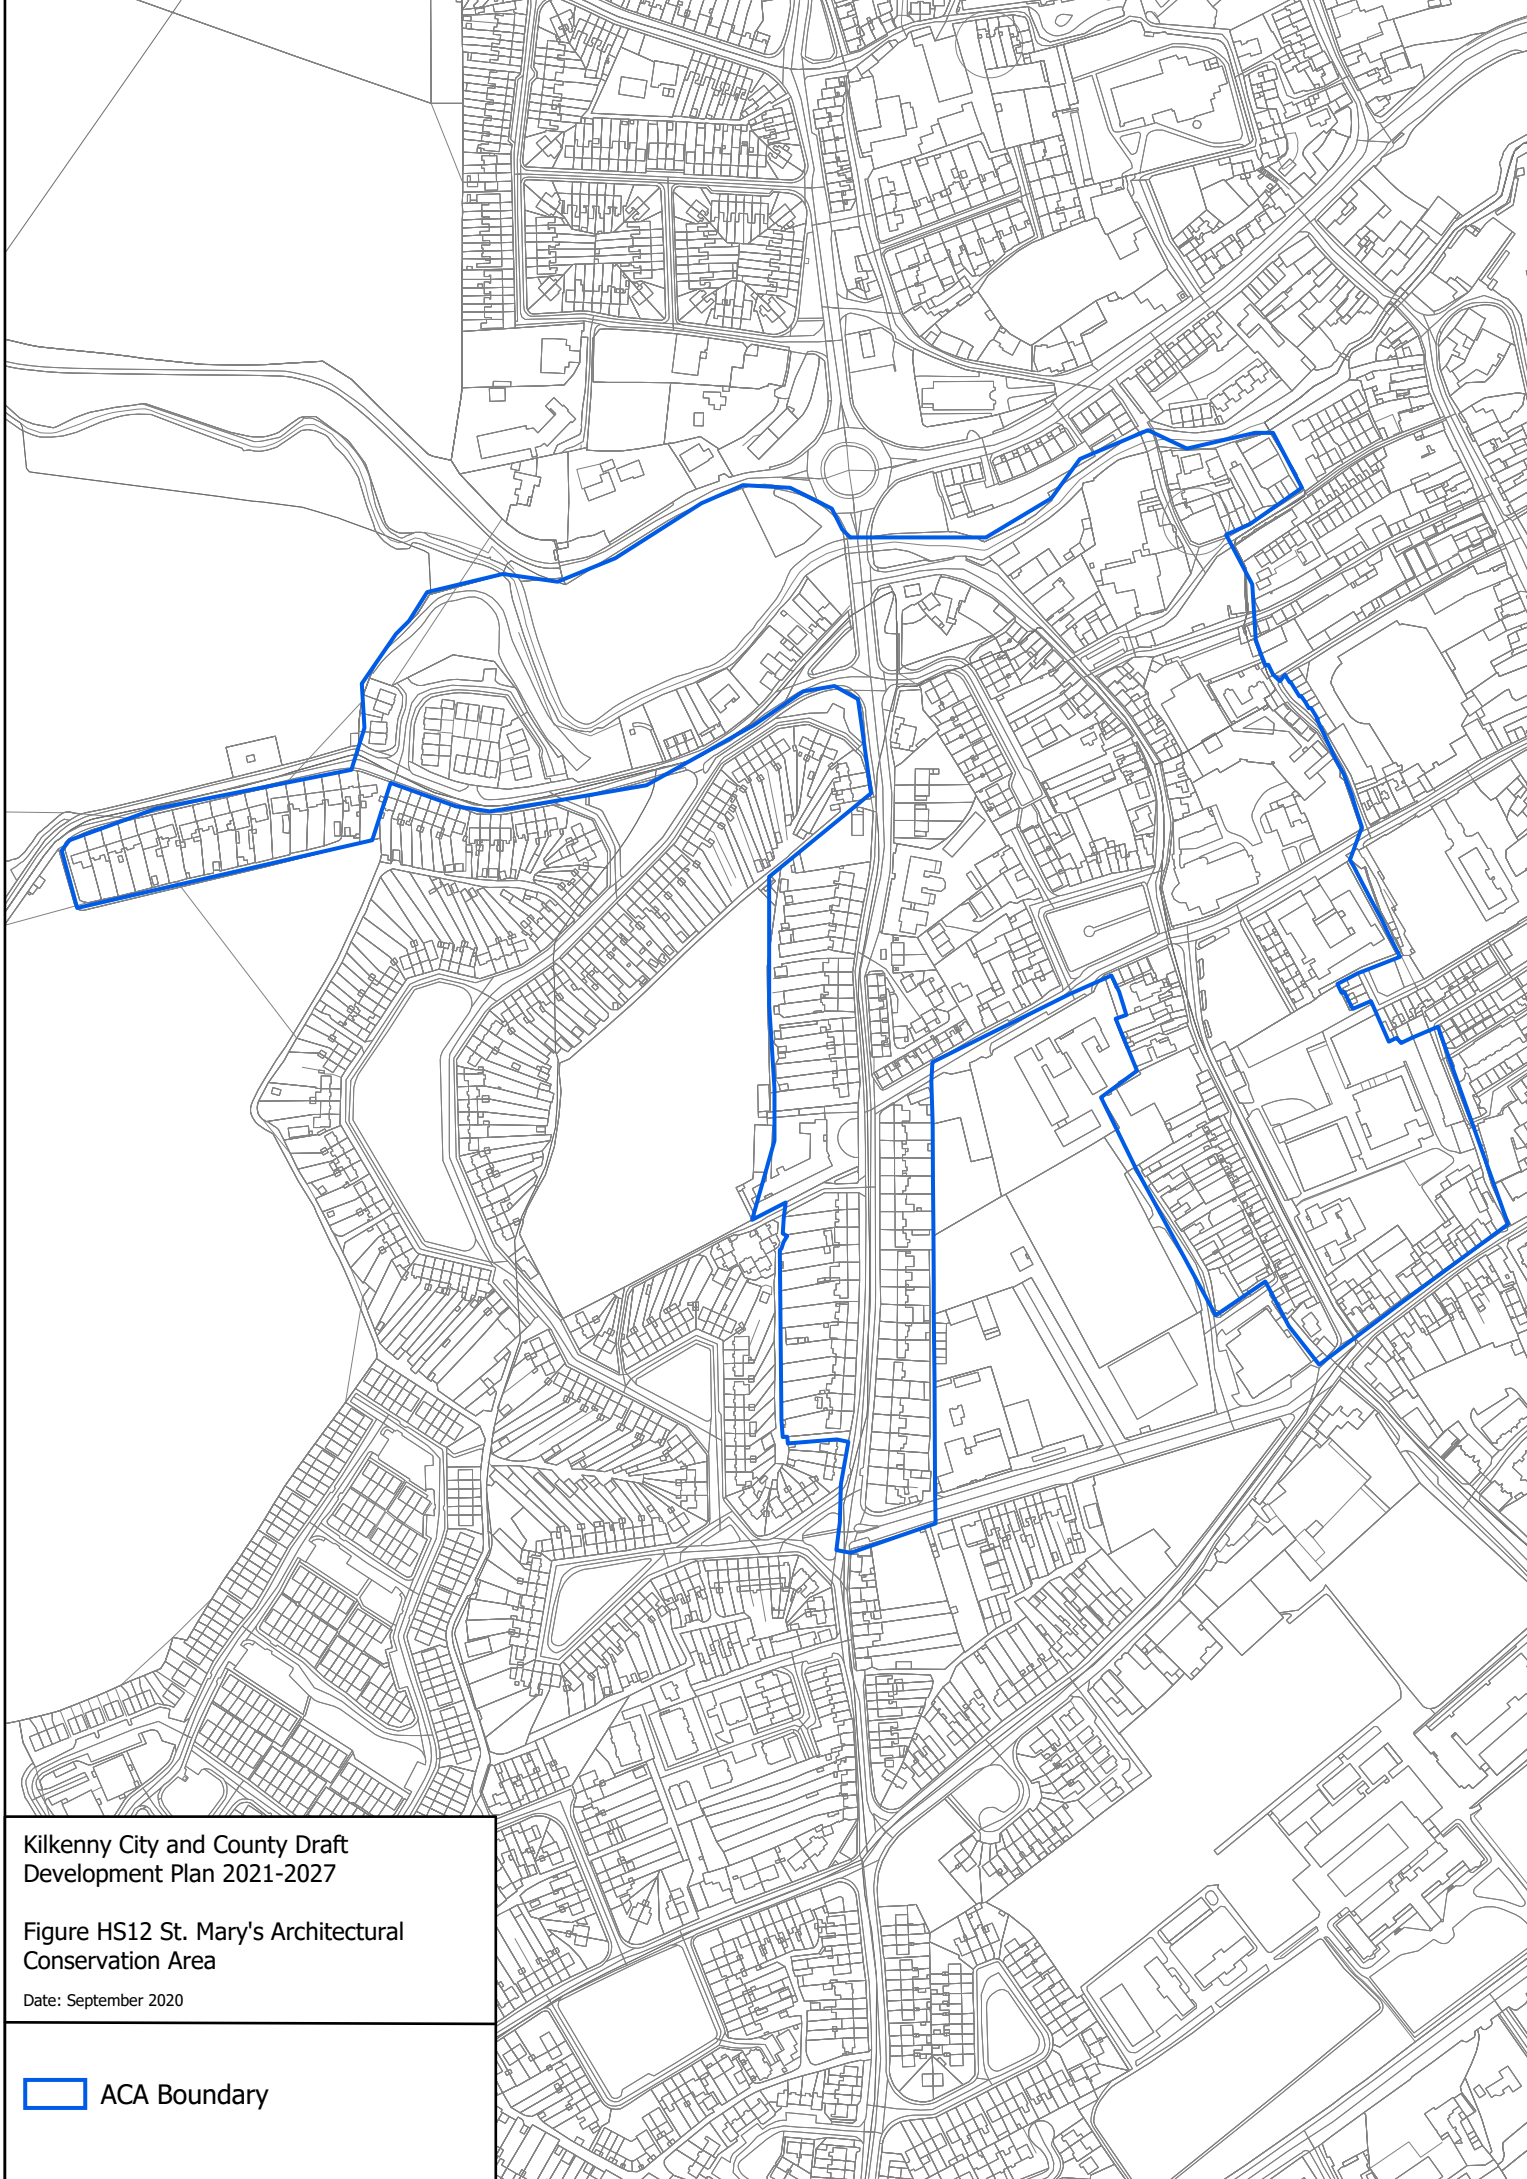 Kilkenny City and County Draft
Development Plan 2021-2027
Figure HS12 St. Mary's Architectural
Conservation Area
Date: September 2020
ACA Boundary